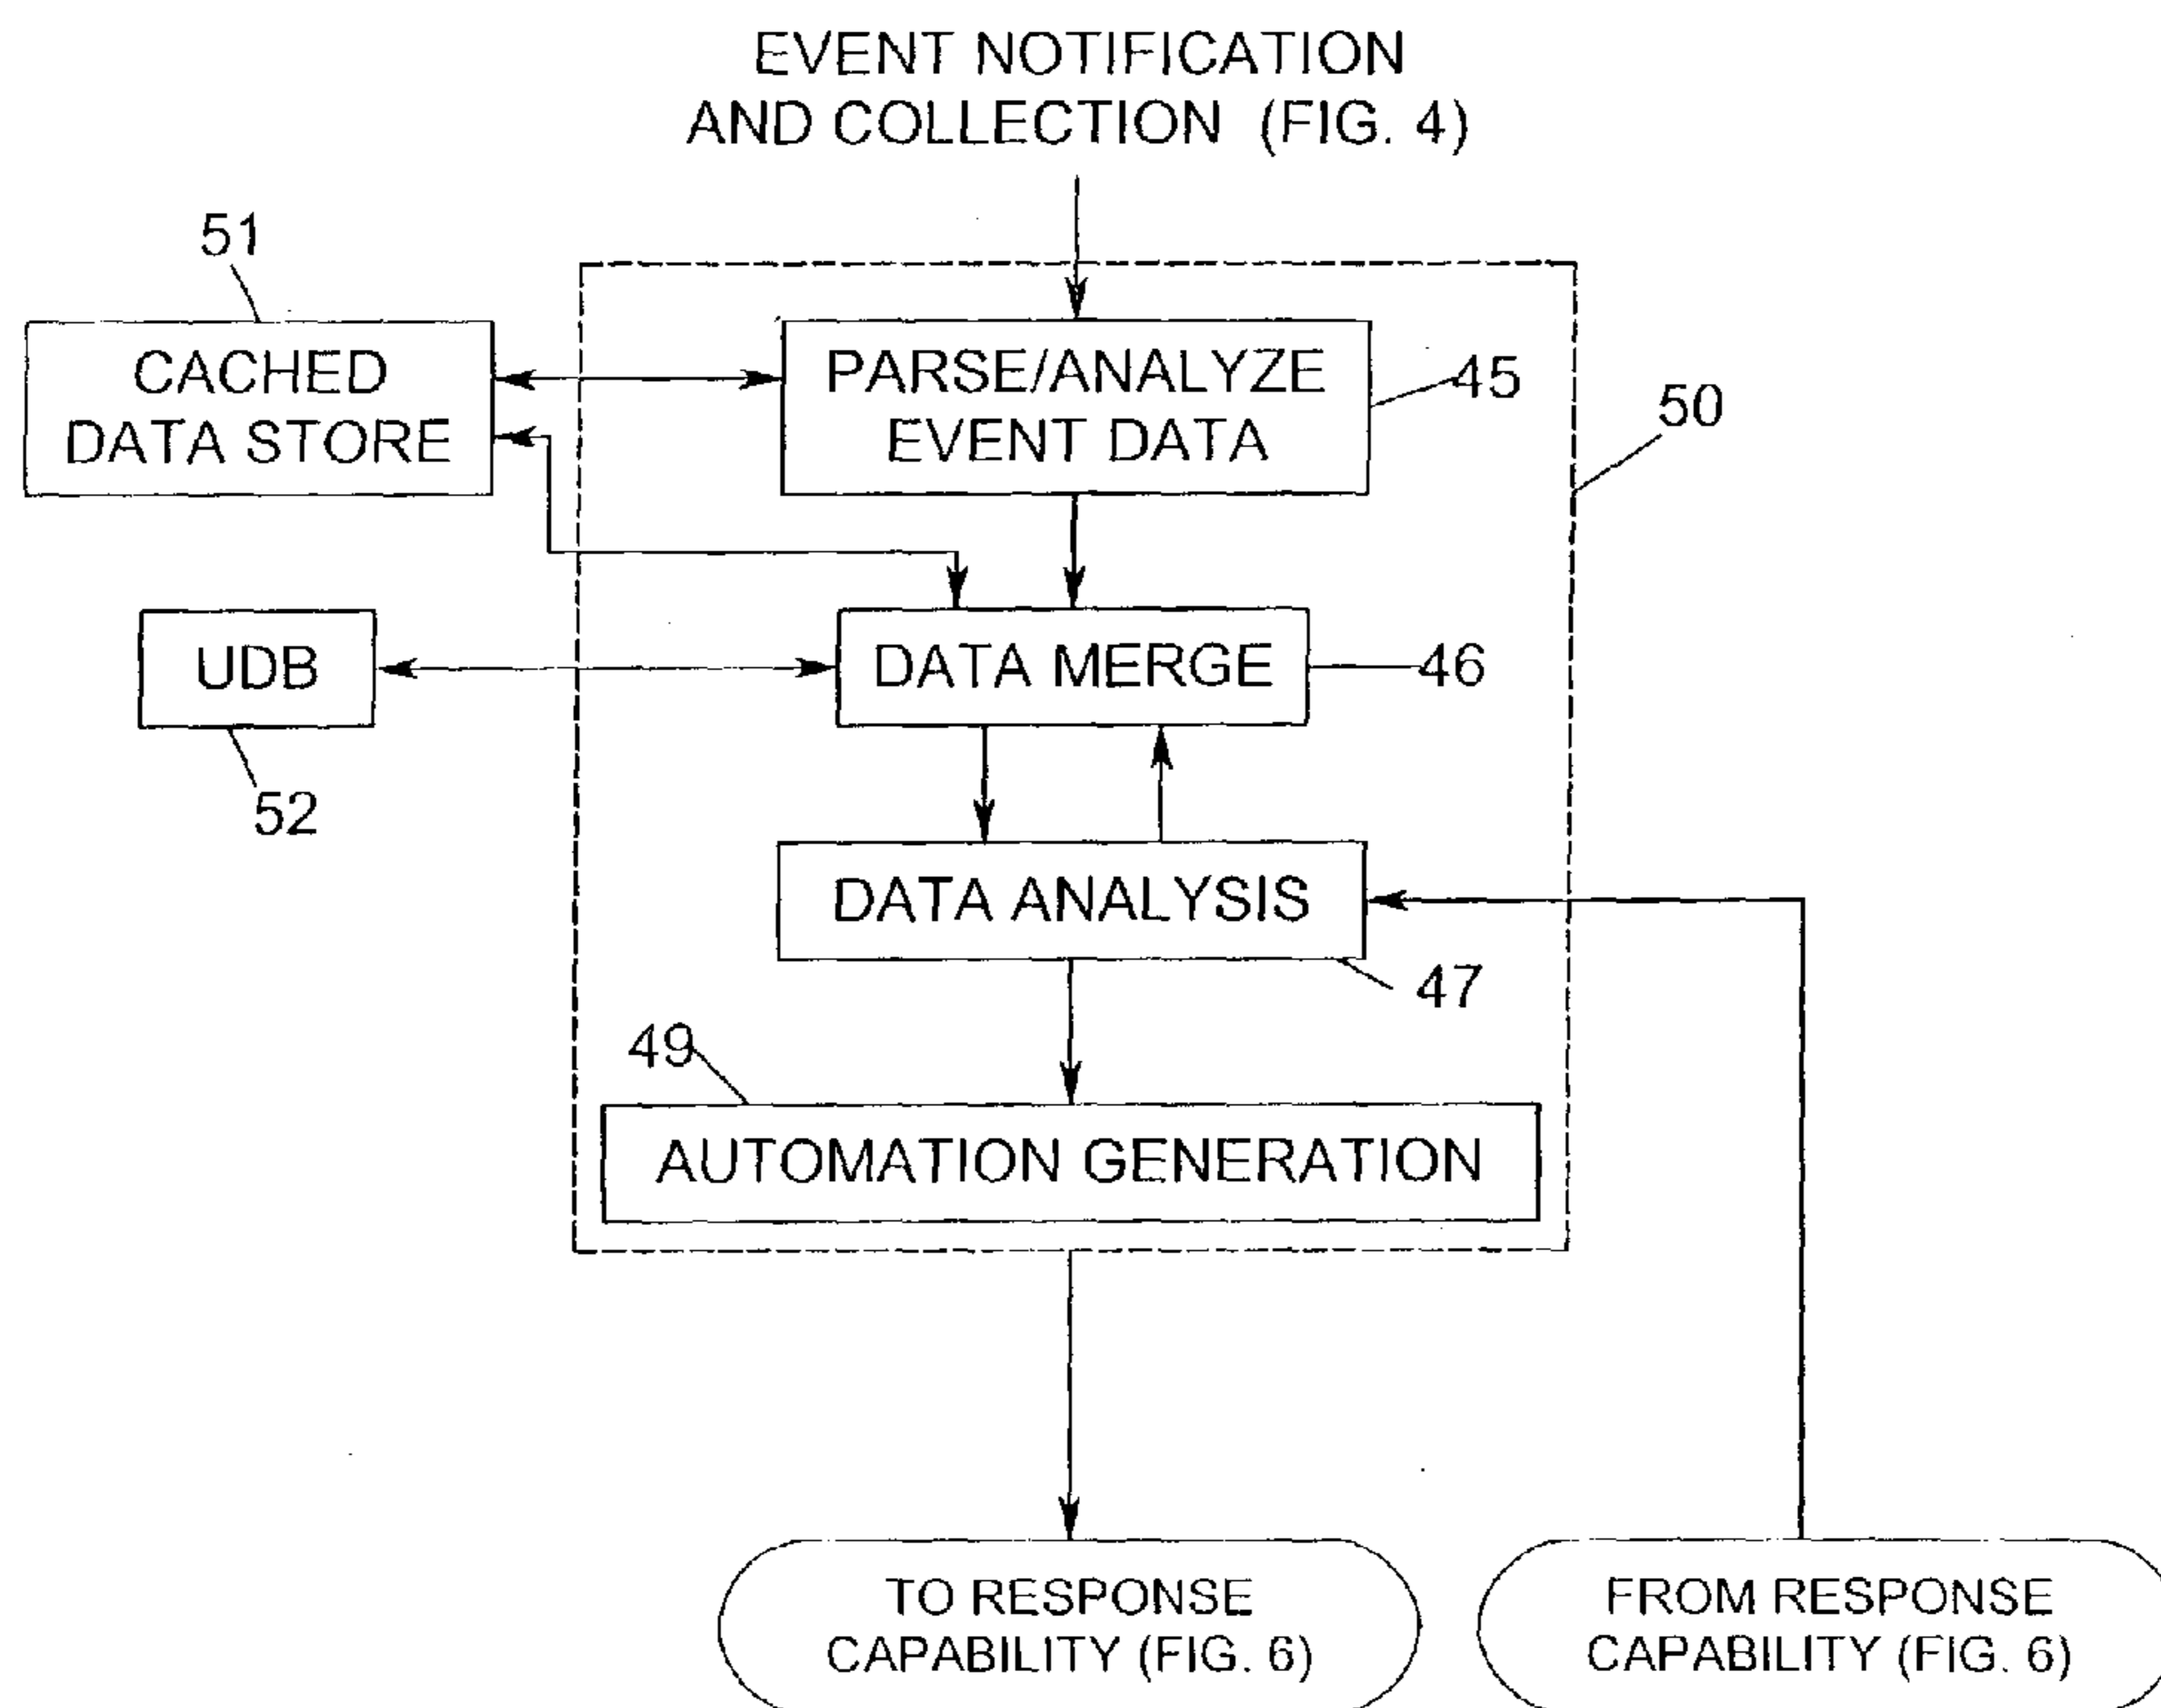 EVENT NOTIFICATION
AND COLLECTION (FIG. 4)
51
CACHED
DATA STORE
PARSE/ANALYZE
EVENT DATA
45
50
UDB
52
DATA MERGE
46
DATA ANALYSIS
47
49
AUTOMATION GENERATION
TO RESPONSE
CAPABILITY (FIG. 6)
FROM RESPONSE
CAPABILITY (FIG. 6)